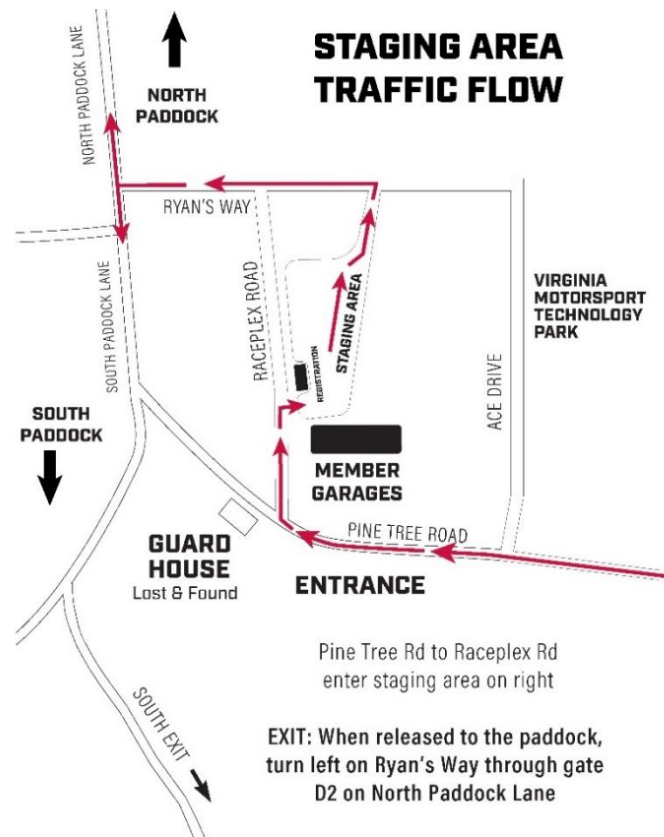 STAGING AREA
TRAFFIC FLOW
NORTH PADDOCK LANE
NORTH
PADDOCK
RYAN'S WAY
RACEPLEX ROAD
STAGING AREA
REGISTRATION
VIRGINIA
MOTORSPORT
TECHNOLOGY
PARK
ACE DRIVE
SOUTH PADDOCK LANE
SOUTH
PADDOCK
MEMBER
GARAGES
PINE TREE ROAD
GUARD
HOUSE
Lost & Found
ENTRANCE
SOUTH EXIT
Pine Tree Rd to Raceplex Rd
enter staging area on right
EXIT: When released to the paddock,
turn left on Ryan's Way through gate
D2 on North Paddock Lane